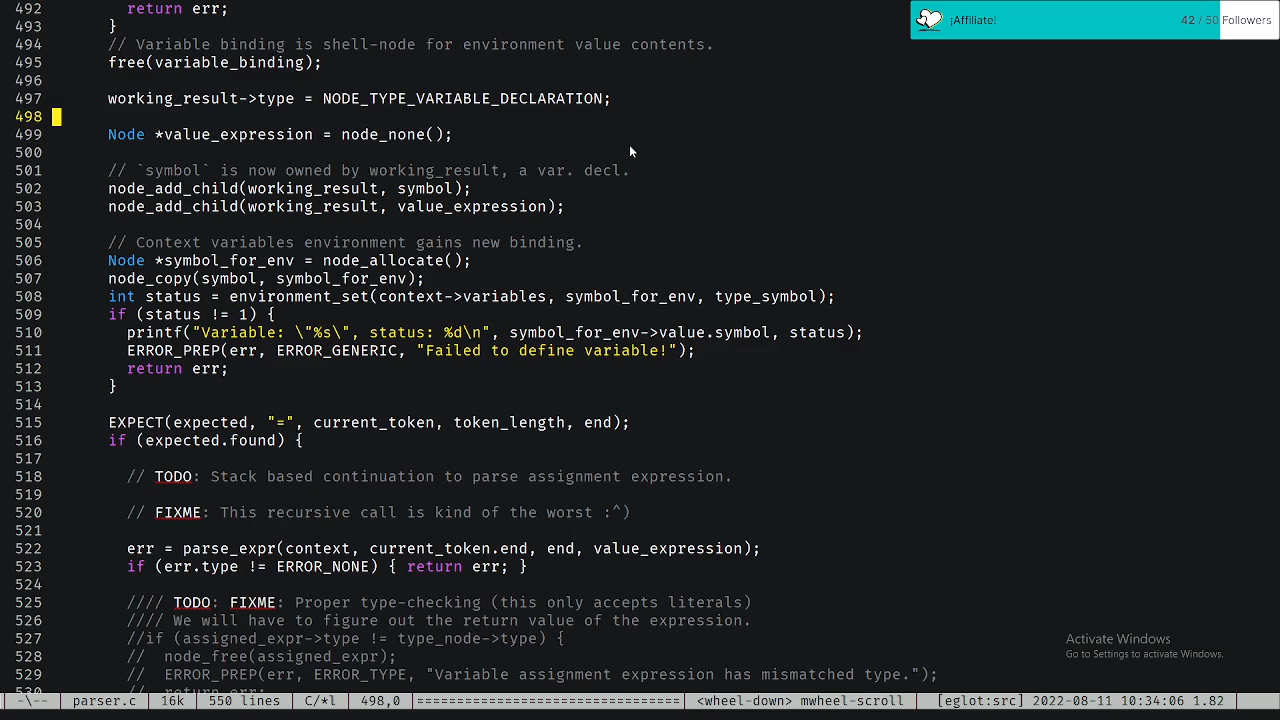 492         return err;
493       }
494       // Variable binding is shell-node for environment value contents.
495       free(variable_binding);
496
497       working_result->type = NODE_TYPE_VARIABLE_DECLARATION;
498
499       Node *value_expression = node_none();
500
501       // `symbol` is now owned by working_result, a var. decl.
502       node_add_child(working_result, symbol);
503       node_add_child(working_result, value_expression);
504
505       // Context variables environment gains new binding.
506       Node *symbol_for_env = node_allocate();
507       node_copy(symbol, symbol_for_env);
508       int status = environment_set(context->variables, symbol_for_env, type_symbol);
509       if (status != 1) {
510         printf("Variable: \"%s\", status: %d\n", symbol_for_env->value.symbol, status);
511         ERROR_PREP(err, ERROR_GENERIC, "Failed to define variable!");
512         return err;
513       }
514
515       EXPECT(expected, "=", current_token, token_length, end);
516       if (expected.found) {
517
518         // TODO: Stack based continuation to parse assignment expression.
519
520         // FIXME: This recursive call is kind of the worst :^)
521
522         err = parse_expr(context, current_token.end, end, value_expression);
523         if (err.type != ERROR_NONE) { return err; }
524
525         //// TODO: FIXME: Proper type-checking (this only accepts literals)
526         //// We will have to figure out the return value of the expression.
527         //if (assigned_expr->type != type_node->type) {
528         //  node_free(assigned_expr);
529         //  ERROR_PREP(err, ERROR_TYPE, "Variable assignment expression has mismatched type.");
530         //  return err;
¡Affiliate! 42 / 50 Followers
Activate Windows
Go to Settings to activate Windows.
-\-- parser.c 16k 550 lines C/*l 498,0 ============================ <wheel-down> mwheel-scroll [eglot:src] 2022-08-11 10:34:06 1.82